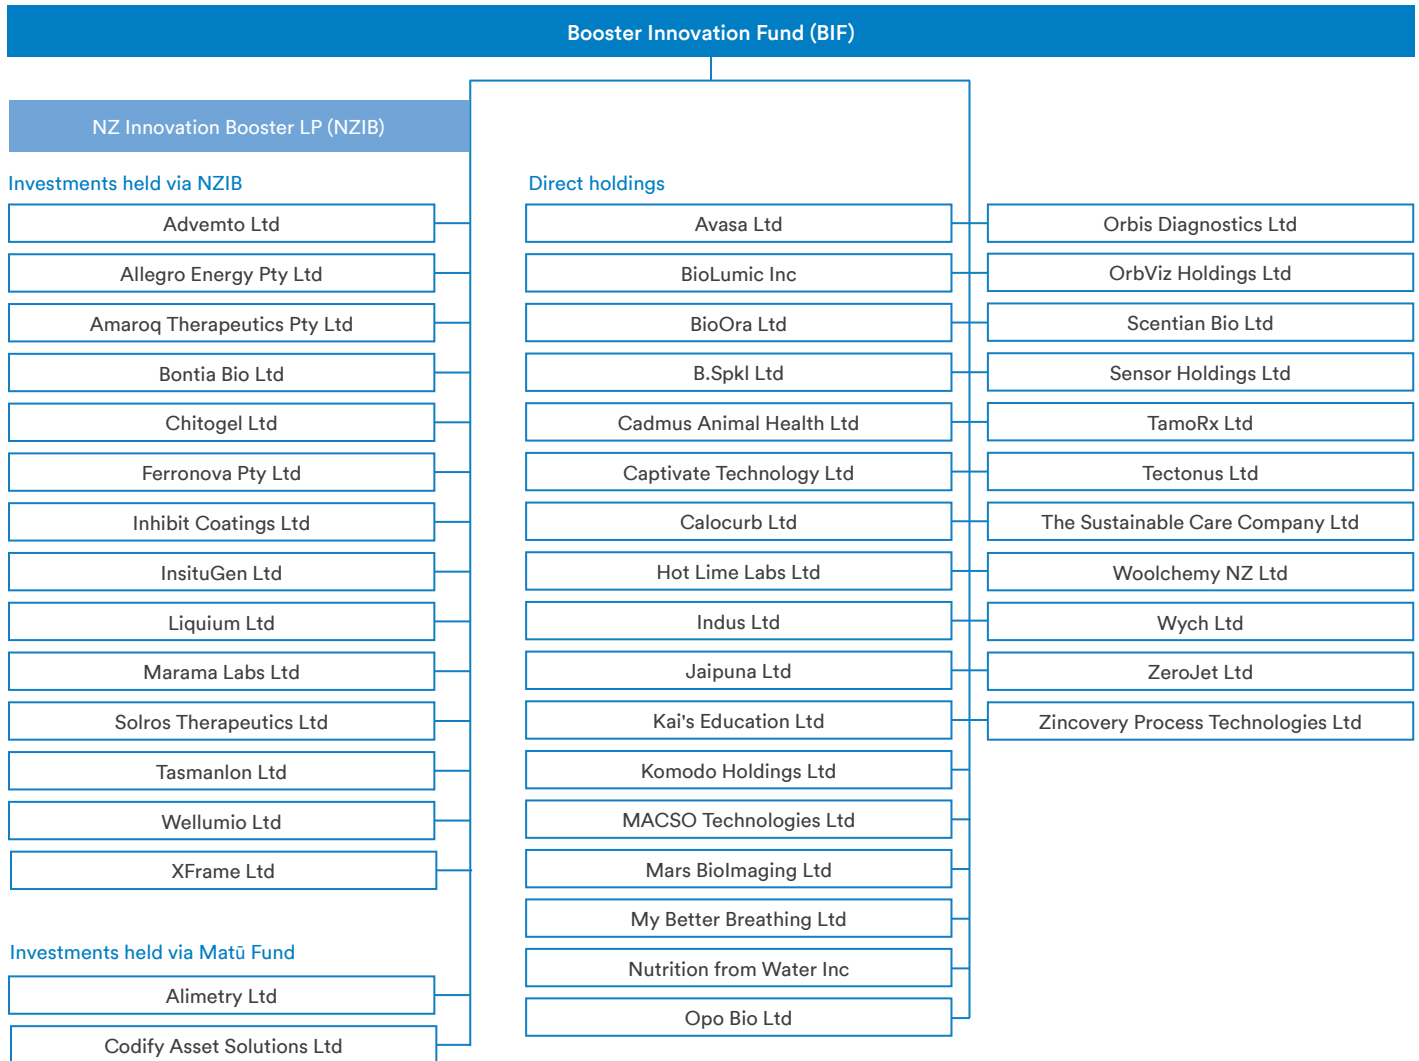 Booster Innovation Fund (BIF)
NZ Innovation Booster LP (NZIB)
Investments held via NZIB
Advemto Ltd
Allegro Energy Pty Ltd
Amaroq Therapeutics Pty Ltd
Bontia Bio Ltd
Chitogel Ltd
Ferronova Pty Ltd
Inhibit Coatings Ltd
InsituGen Ltd
Liquium Ltd
Marama Labs Ltd
Solros Therapeutics Ltd
TasmanIon Ltd
Wellumio Ltd
XFrame Ltd
Investments held via Matū Fund
Alimetry Ltd
Codify Asset Solutions Ltd
Direct holdings
Avasa Ltd
BioLumic Inc
BioOra Ltd
B.Spkl Ltd
Cadmus Animal Health Ltd
Captivate Technology Ltd
Calocurb Ltd
Hot Lime Labs Ltd
Indus Ltd
Jaipuna Ltd
Kai's Education Ltd
Komodo Holdings Ltd
MACSO Technologies Ltd
Mars BioImaging Ltd
My Better Breathing Ltd
Nutrition from Water Inc
Opo Bio Ltd
Orbis Diagnostics Ltd
OrbViz Holdings Ltd
Scentian Bio Ltd
Sensor Holdings Ltd
TamoRx Ltd
Tectonus Ltd
The Sustainable Care Company Ltd
Woolchemy NZ Ltd
Wych Ltd
ZeroJet Ltd
Zincovery Process Technologies Ltd